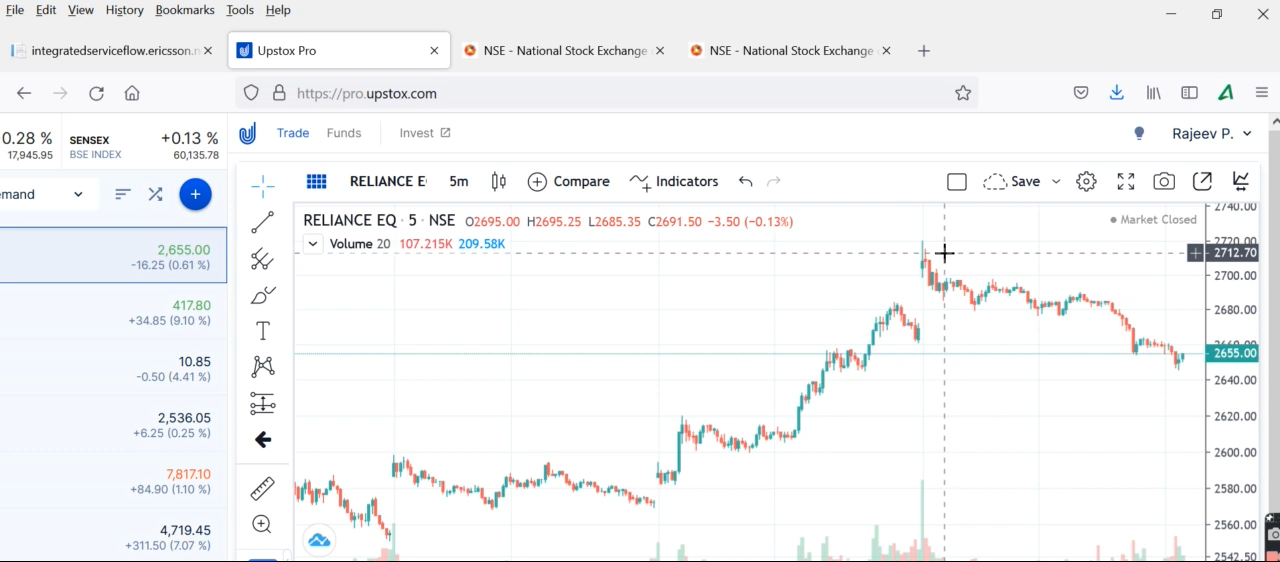 File Edit View History Bookmarks Tools Help
integratedserviceflow.ericsson.n
Upstox Pro
NSE - National Stock Exchange
NSE - National Stock Exchange
https://pro.upstox.com
0.28 %
17,945.95
SENSEX +0.13 %
BSE INDEX 60,135.78
Trade Funds Invest
Rajeev P.
emand
RELIANCE E 5m Compare Indicators Save
2,655.00
-16.25 (0.61 %)
417.80
+34.85 (9.10 %)
10.85
-0.50 (4.41 %)
2,536.05
+6.25 (0.25 %)
7,817.10
+84.90 (1.10 %)
4,719.45
+311.50 (7.07 %)
RELIANCE EQ · 5 · NSE O2695.00 H2695.25 L2685.35 C2691.50 -3.50 (-0.13%)
Market Closed
Volume 20 107.215K 209.58K
T
2740.00
2720.00
2712.70
2700.00
2680.00
2660.00
2655.00
2640.00
2620.00
2600.00
2580.00
2560.00
2542.50